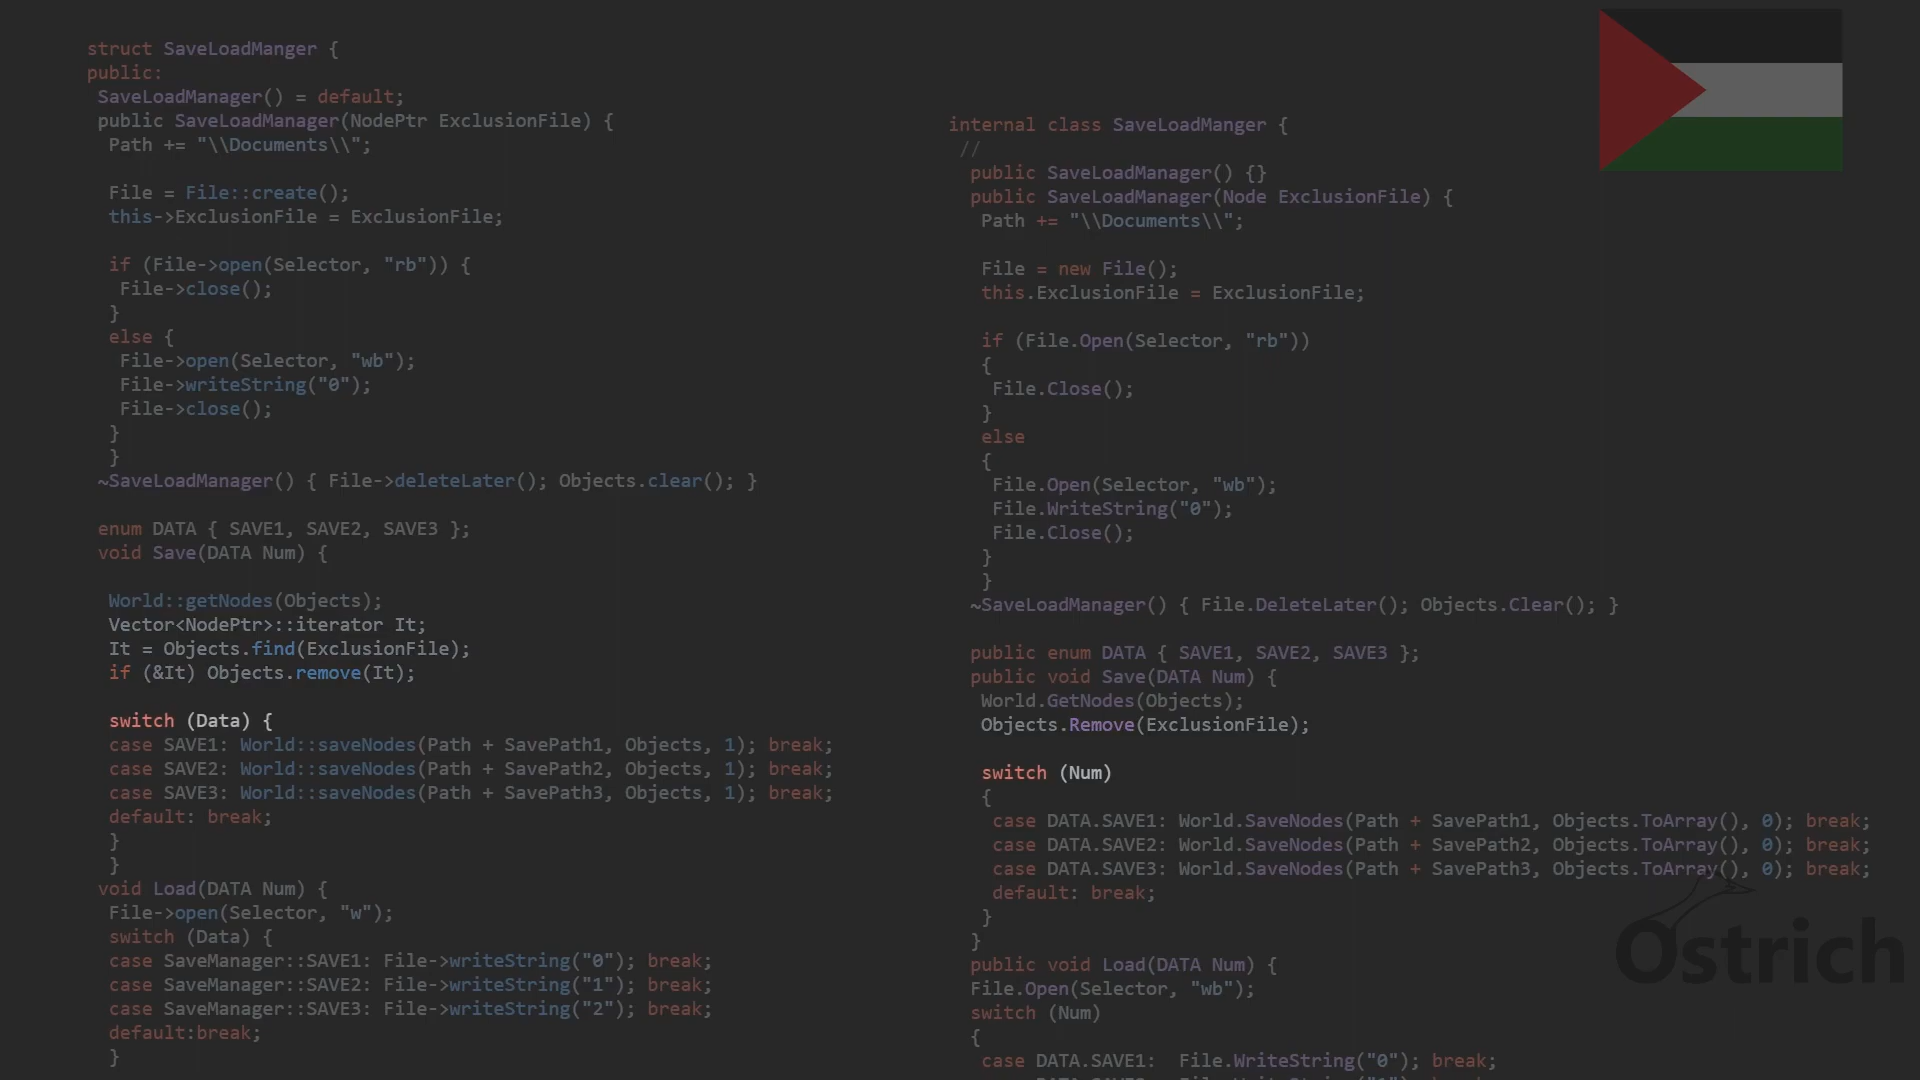 struct SaveLoadManger {
public:
SaveLoadManager() = default;
public SaveLoadManager(NodePtr ExclusionFile) {
Path += "\\Documents\\";
File = File::create();
this->ExclusionFile = ExclusionFile;
if (File->open(Selector, "rb")) {
File->close();
}
else {
File->open(Selector, "wb");
File->writeString("0");
File->close();
}
}
~SaveLoadManager() { File->deleteLater(); Objects.clear(); }
enum DATA { SAVE1, SAVE2, SAVE3 };
void Save(DATA Num) {
World::getNodes(Objects);
Vector<NodePtr>::iterator It;
It = Objects.find(ExclusionFile);
if (&It) Objects.remove(It);
switch (Data) {
case SAVE1: World::saveNodes(Path + SavePath1, Objects, 1); break;
case SAVE2: World::saveNodes(Path + SavePath2, Objects, 1); break;
case SAVE3: World::saveNodes(Path + SavePath3, Objects, 1); break;
default: break;
}
}
void Load(DATA Num) {
File->open(Selector, "w");
switch (Data) {
case SaveManager::SAVE1: File->writeString("0"); break;
case SaveManager::SAVE2: File->writeString("1"); break;
case SaveManager::SAVE3: File->writeString("2"); break;
default:break;
}
internal class SaveLoadManger {
//
public SaveLoadManager() {}
public SaveLoadManager(Node ExclusionFile) {
Path += "\\Documents\\";
File = new File();
this.ExclusionFile = ExclusionFile;
if (File.Open(Selector, "rb"))
{
File.Close();
}
else
{
File.Open(Selector, "wb");
File.WriteString("0");
File.Close();
}
}
~SaveLoadManager() { File.DeleteLater(); Objects.Clear(); }
public enum DATA { SAVE1, SAVE2, SAVE3 };
public void Save(DATA Num) {
World.GetNodes(Objects);
Objects.Remove(ExclusionFile);
switch (Num)
{
case DATA.SAVE1: World.SaveNodes(Path + SavePath1, Objects.ToArray(), 0); break;
case DATA.SAVE2: World.SaveNodes(Path + SavePath2, Objects.ToArray(), 0); break;
case DATA.SAVE3: World.SaveNodes(Path + SavePath3, Objects.ToArray(), 0); break;
default: break;
}
}
public void Load(DATA Num) {
File.Open(Selector, "wb");
switch (Num)
{
case DATA.SAVE1: File.WriteString("0"); break;
Ostrich